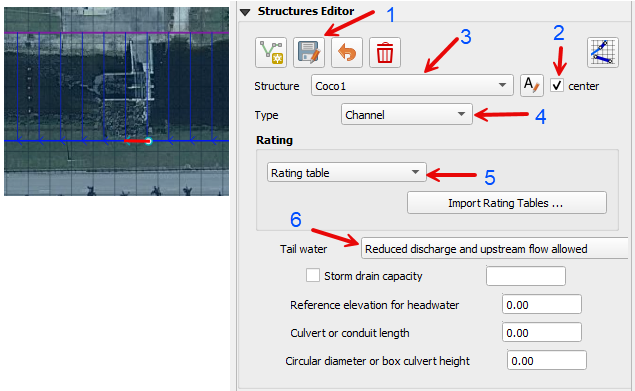 Structures Editor
1
2
3
Structure Coco1 A center
Type Channel
4
Rating
Rating table
5
Import Rating Tables ...
6
Tail water Reduced discharge and upstream flow allowed
Storm drain capacity
Reference elevation for headwater 0.00
Culvert or conduit length 0.00
Circular diameter or box culvert height 0.00